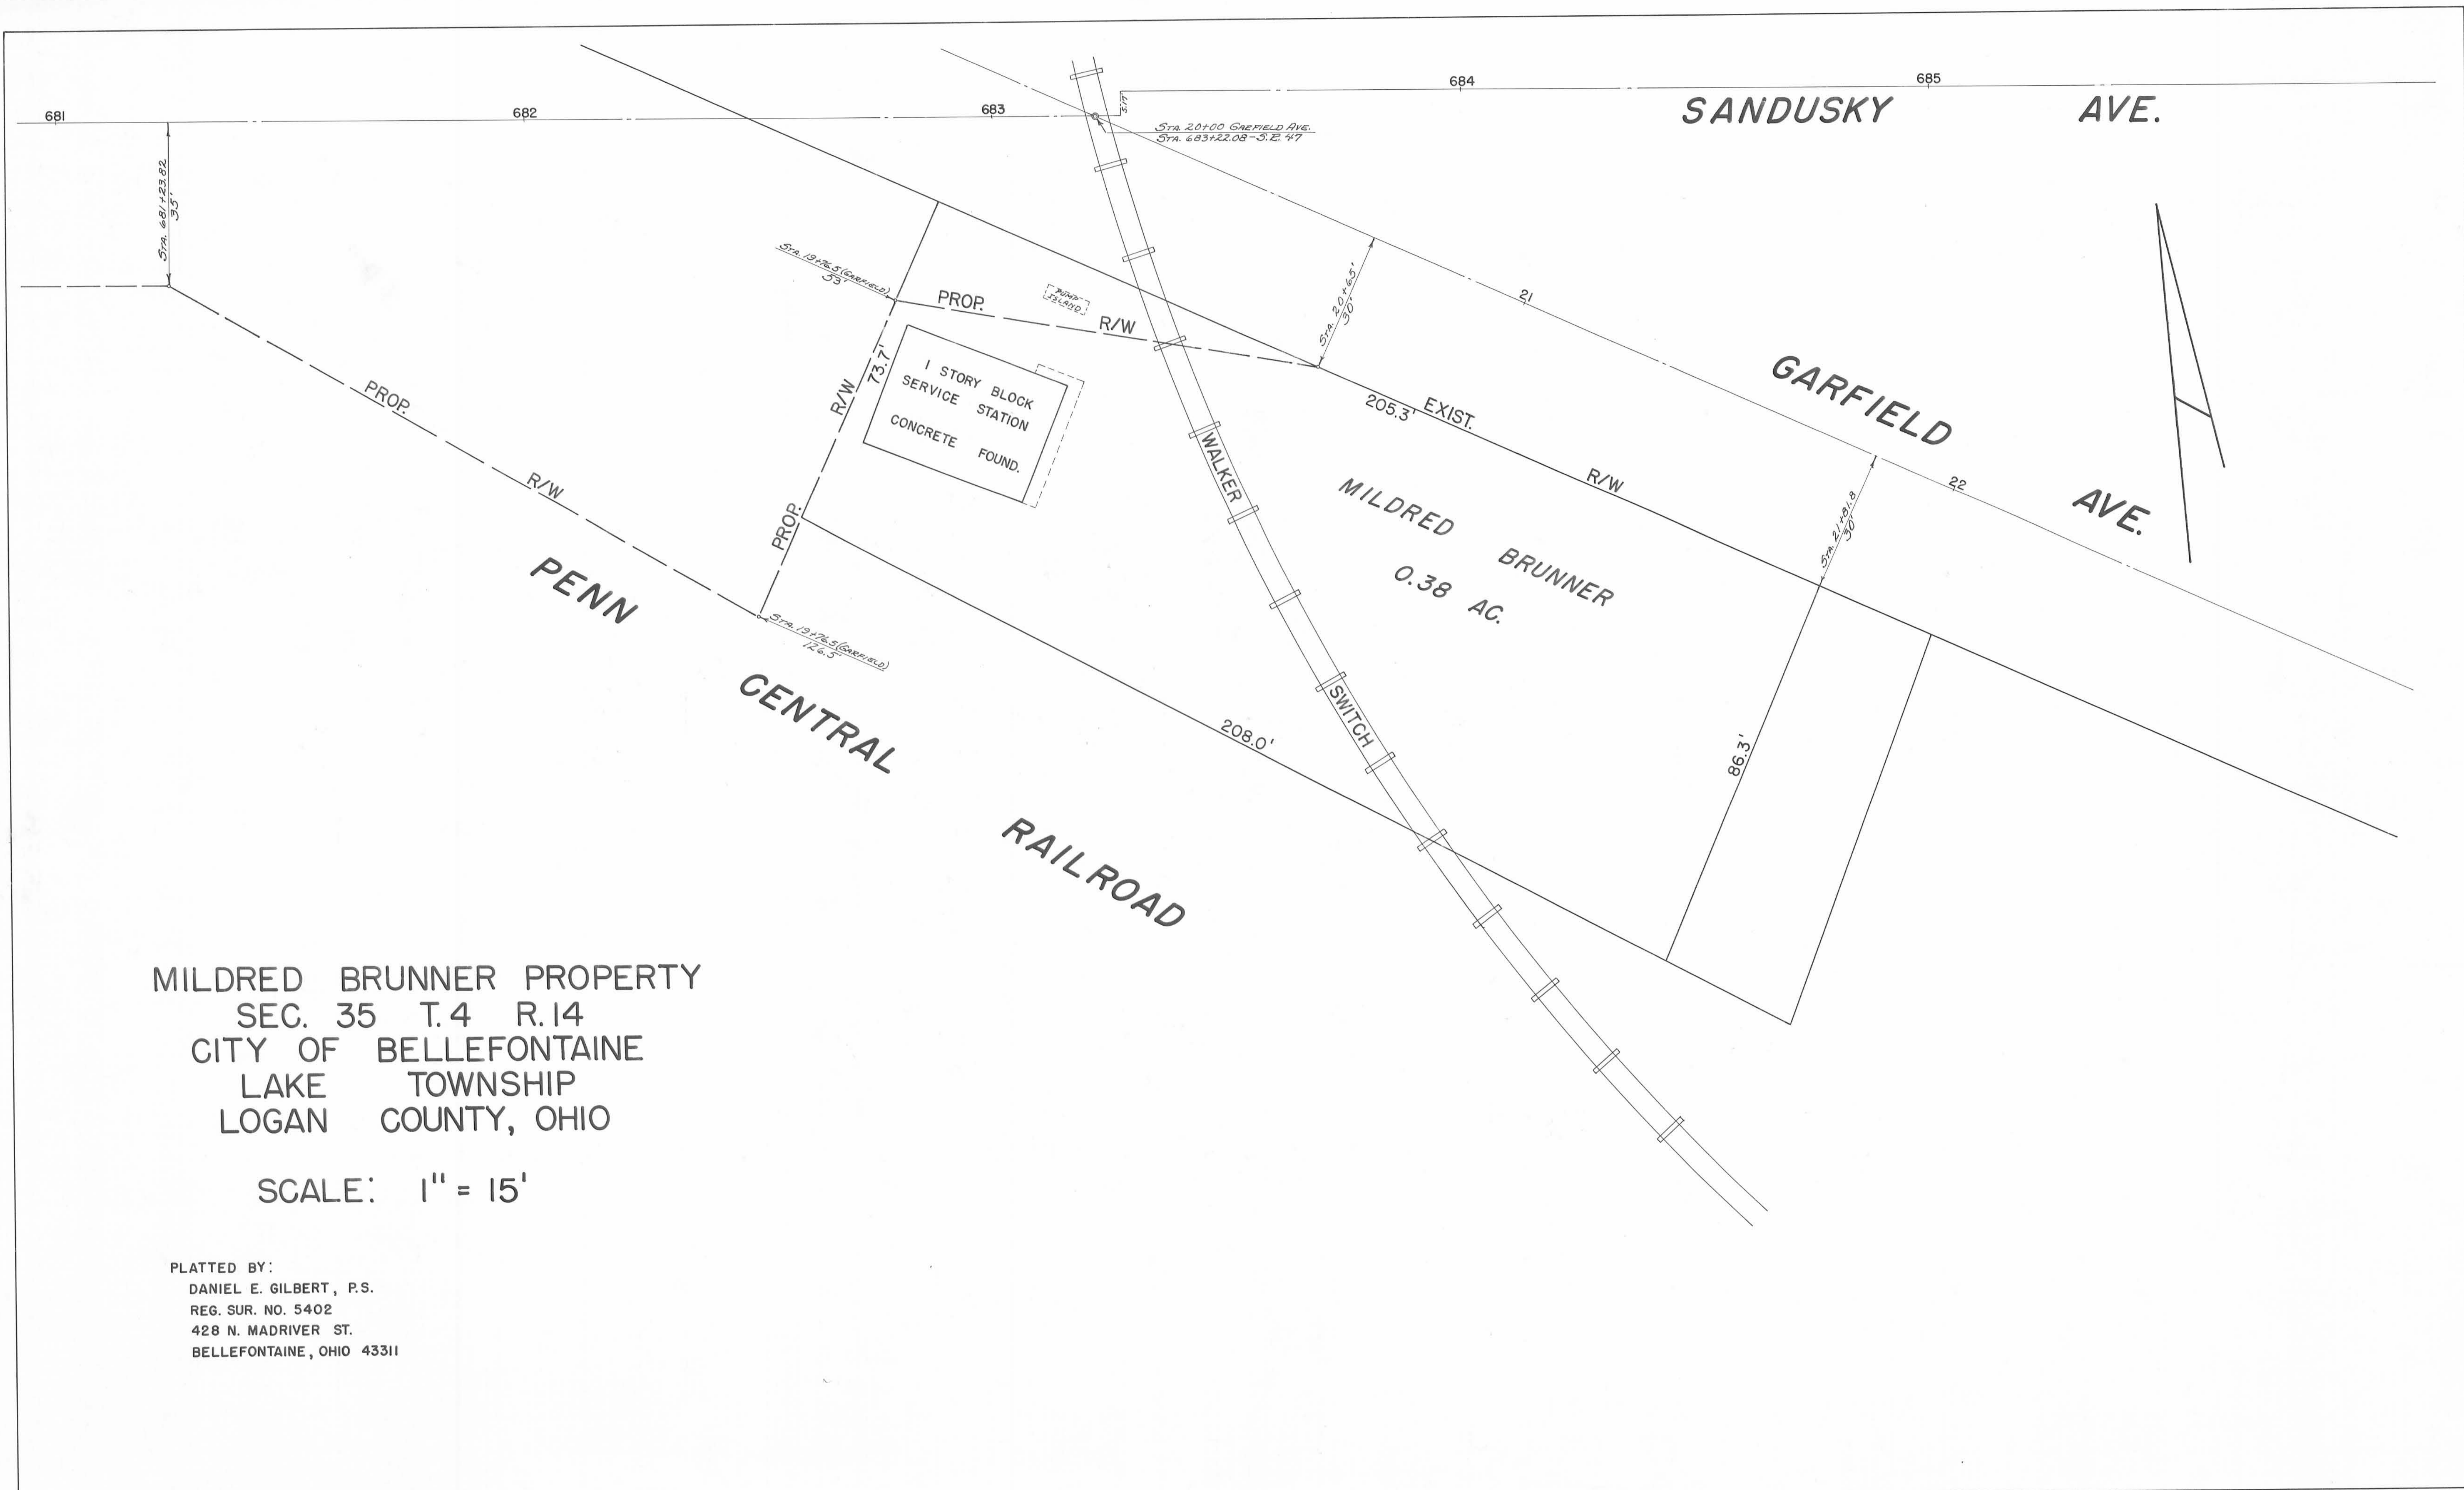 681
682
683
684
685
SANDUSKY AVE.
5.17'
STA. 20+00 GARFIELD AVE.
STA. 683+22.08-S.R. 47
STA. 681+23.82
35'
STA. 19+76.5 (GARFIELD)
53'
PROP. R/W
PUMP
ISLAND
STA. 20+65'
30'
21
GARFIELD AVE.
22
1 STORY BLOCK
SERVICE STATION
CONCRETE FOUND.
73.7'
PROP. R/W
PROP. R/W
205.3' EXIST. R/W
WALKER SWITCH
MILDRED BRUNNER
0.38 AC.
STA. 21+81.8
30'
STA. 19+76.5 (GARFIELD)
126.5'
208.0'
86.3'
PENN CENTRAL RAILROAD
MILDRED BRUNNER PROPERTY
SEC. 35 T.4 R.14
CITY OF BELLEFONTAINE
LAKE TOWNSHIP
LOGAN COUNTY, OHIO
SCALE: 1" = 15'
PLATTED BY:
DANIEL E. GILBERT, P.S.
REG. SUR. NO. 5402
428 N. MADRIVER ST.
BELLEFONTAINE, OHIO 43311